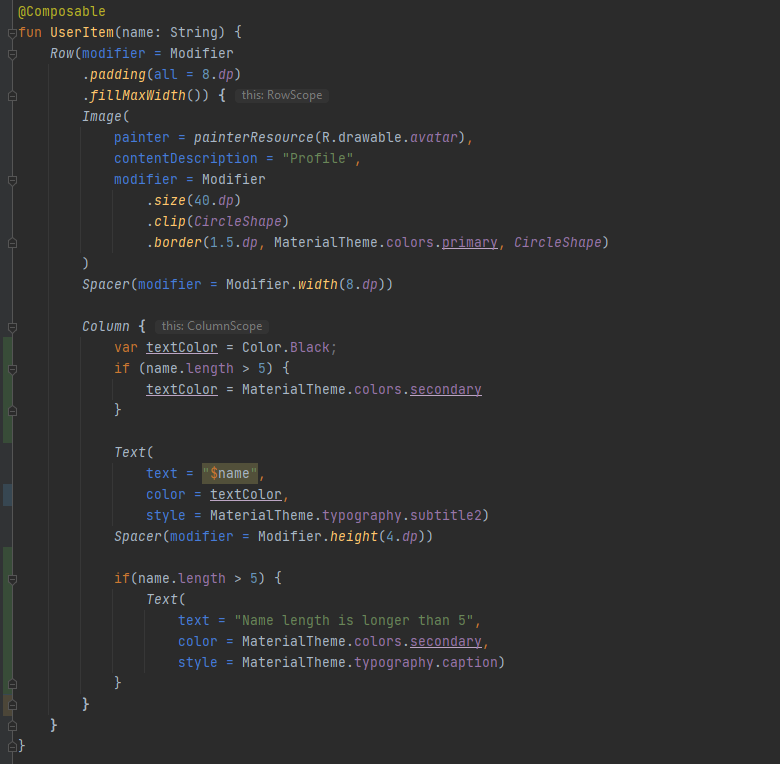 @Composable
fun UserItem(name: String) {
    Row(modifier = Modifier
        .padding(all = 8.dp)
        .fillMaxWidth()) { this: RowScope
        Image(
            painter = painterResource(R.drawable.avatar),
            contentDescription = "Profile",
            modifier = Modifier
                .size(40.dp)
                .clip(CircleShape)
                .border(1.5.dp, MaterialTheme.colors.primary, CircleShape)
        )
        Spacer(modifier = Modifier.width(8.dp))

        Column { this: ColumnScope
            var textColor = Color.Black;
            if (name.length > 5) {
                textColor = MaterialTheme.colors.secondary
            }

            Text(
                text = "$name",
                color = textColor,
                style = MaterialTheme.typography.subtitle2)
            Spacer(modifier = Modifier.height(4.dp))

            if(name.length > 5) {
                Text(
                    text = "Name length is longer than 5",
                    color = MaterialTheme.colors.secondary,
                    style = MaterialTheme.typography.caption)
            }
        }
    }
}